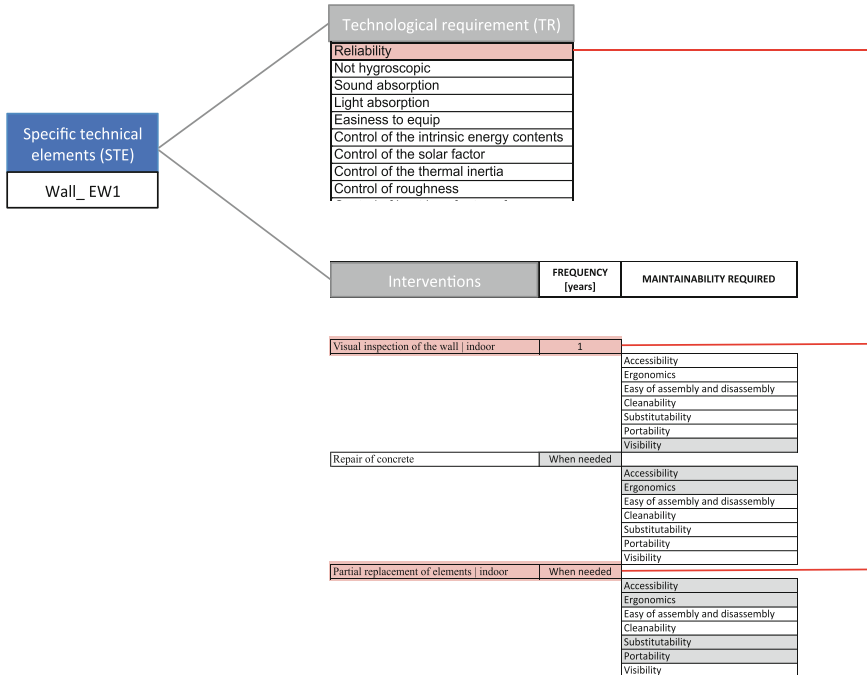 Technological requirement (TR)
Reliability
Not hygroscopic
Sound absorption
Light absorption
Easiness to equip
Control of the intrinsic energy contents
Control of the solar factor
Control of the thermal inertia
Control of roughness
Specific technical
elements (STE)
Wall_ EW1
Interventions
FREQUENCY
[years]
MAINTAINABILITY REQUIRED
Visual inspection of the wall | indoor 1
Accessibility
Ergonomics
Easy of assembly and disassembly
Cleanability
Substitutability
Portability
Visibility
Repair of concrete When needed
Accessibility
Ergonomics
Easy of assembly and disassembly
Cleanability
Substitutability
Portability
Visibility
Partial replacement of elements | indoor When needed
Accessibility
Ergonomics
Easy of assembly and disassembly
Cleanability
Substitutability
Portability
Visibility